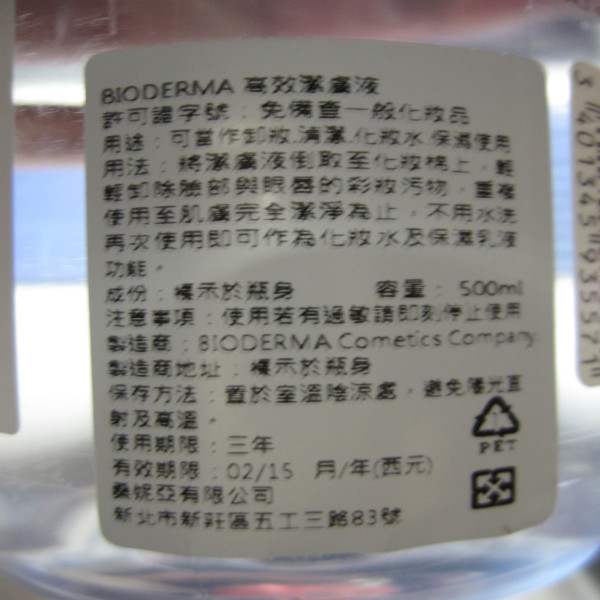 BIODERMA 高效潔膚液
許可證字號：免備查一般化妝品
用途：可當作卸妝.清潔.化妝水.保濕使用
用法：將潔膚液倒取至化妝棉上，輕
輕卸除臉部與眼唇的彩妝污物，重複
使用至肌膚完全潔淨為止，不用水洗
再次使用即可作為化妝水及保濕乳液
功能。
成份：標示於瓶身 容量：500ml
注意事項：使用若有過敏請即刻停止使用
製造商：BIODERMA Cometics Company
製造商地址：標示於瓶身
保存方法：置於室溫陰涼處，避免陽光直
射及高溫。
使用期限：三年
有效期限：02/15 月/年(西元)
桑妮亞有限公司
新北市新莊區五工三路83號
PET
3 401345 935571